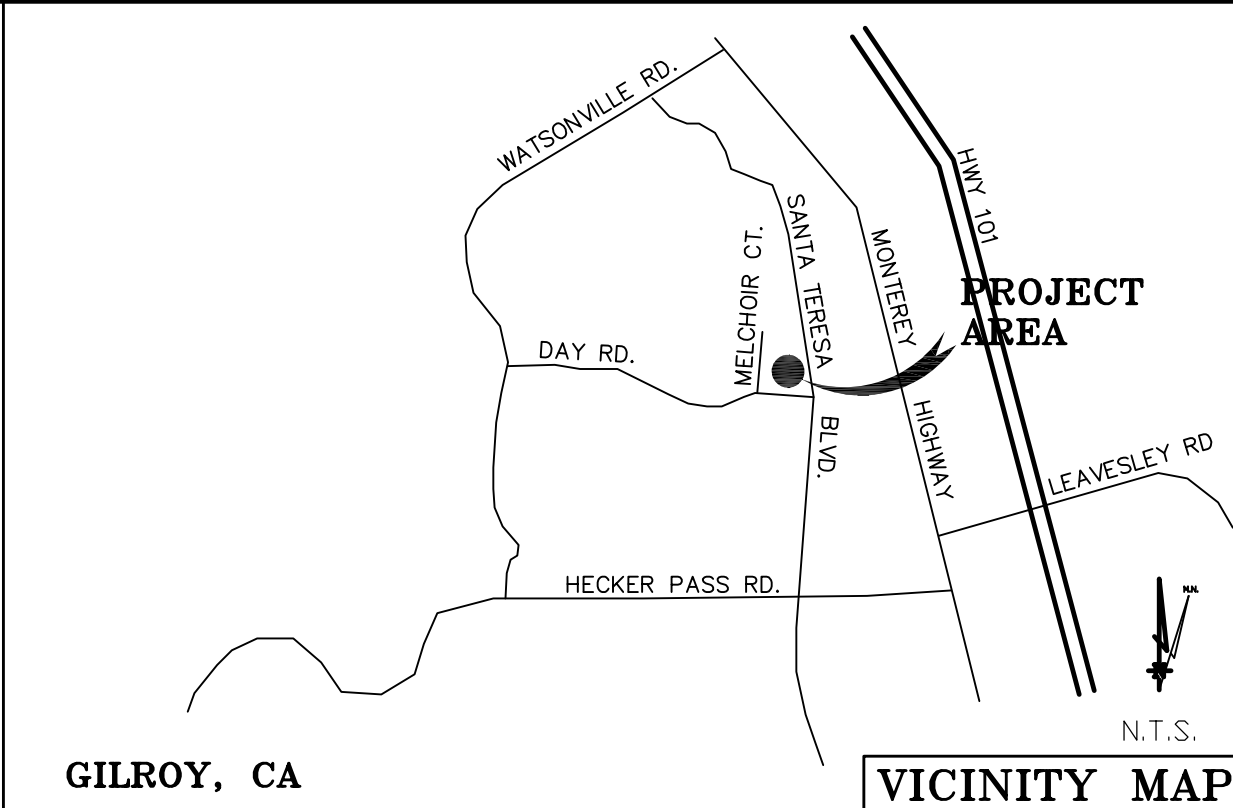 WATSONVILLE RD.
HWY 101
SANTA TERESA
BLVD.
MELCHOIR CT.
MONTEREY
HIGHWAY
PROJECT
AREA
DAY RD.
LEAVESLEY RD
HECKER PASS RD.
N.T.S.
GILROY, CA
VICINITY MAP